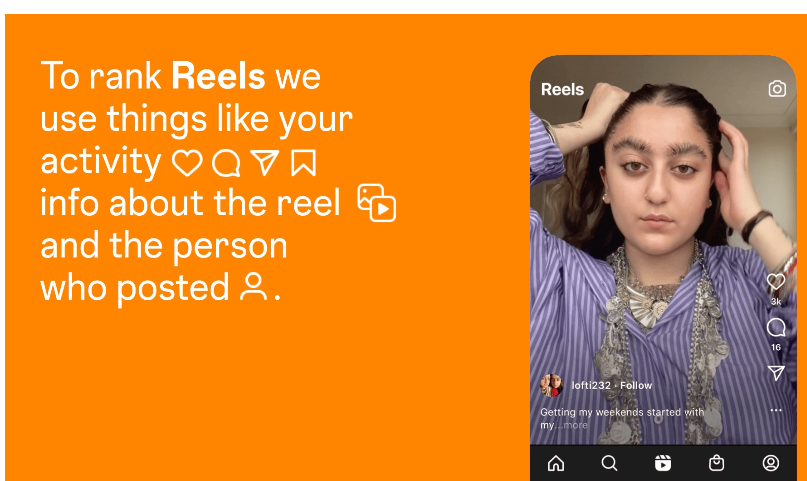 To rank Reels we
use things like your
activity
info about the reel
and the person
who posted .
Reels
3k
16
lofti232 · Follow
Getting my weekends started with
my...more